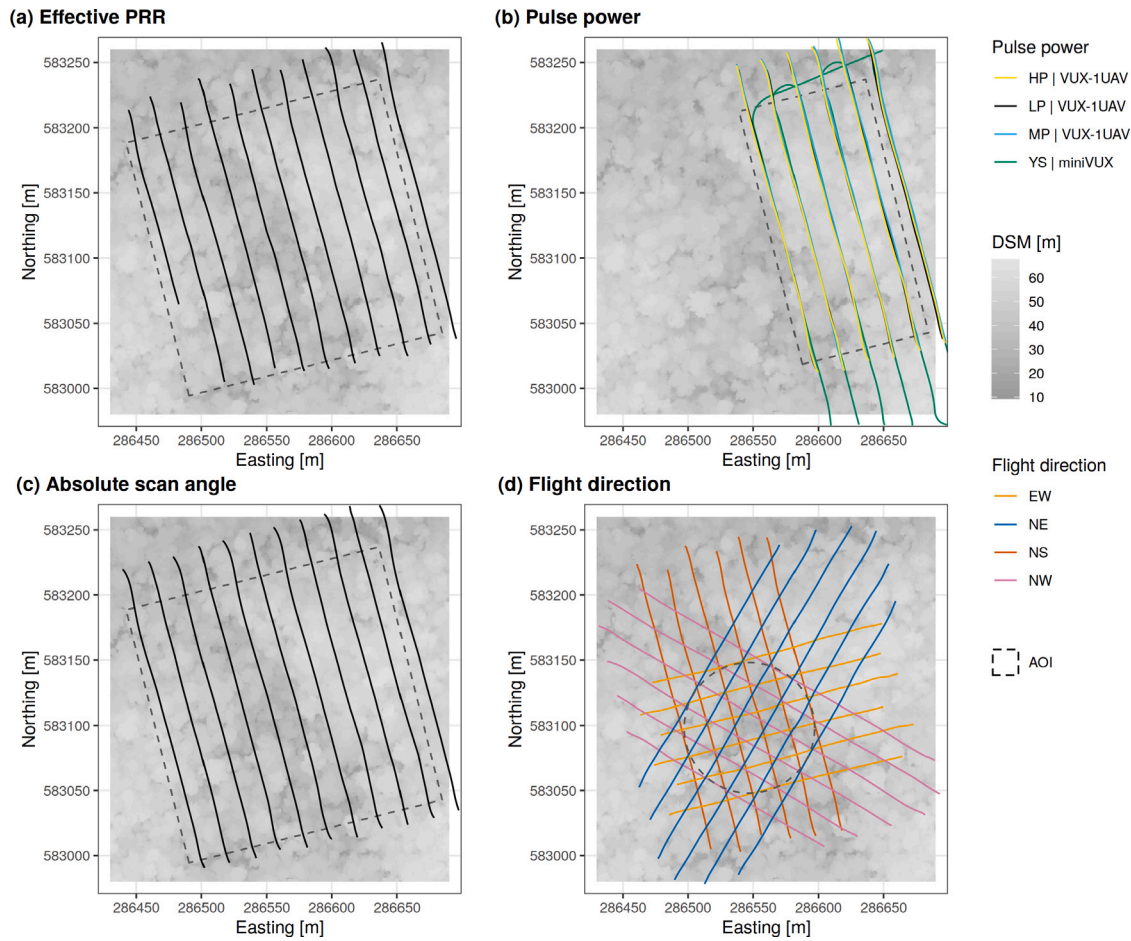 (a) Effective PRR
(b) Pulse power
583250
583200
583150
583100
583050
583000
Northing [m]
286450 286500 286550 286600 286650
Easting [m]
583250
583200
583150
583100
583050
583000
Northing [m]
286450 286500 286550 286600 286650
Easting [m]
Pulse power
HP | VUX-1UAV
LP | VUX-1UAV
MP | VUX-1UAV
YS | miniVUX
DSM [m]
60
50
40
30
20
10
(c) Absolute scan angle
(d) Flight direction
583250
583200
583150
583100
583050
583000
Northing [m]
286450 286500 286550 286600 286650
Easting [m]
583250
583200
583150
583100
583050
583000
Northing [m]
286450 286500 286550 286600 286650
Easting [m]
Flight direction
EW
NE
NS
NW
AOI